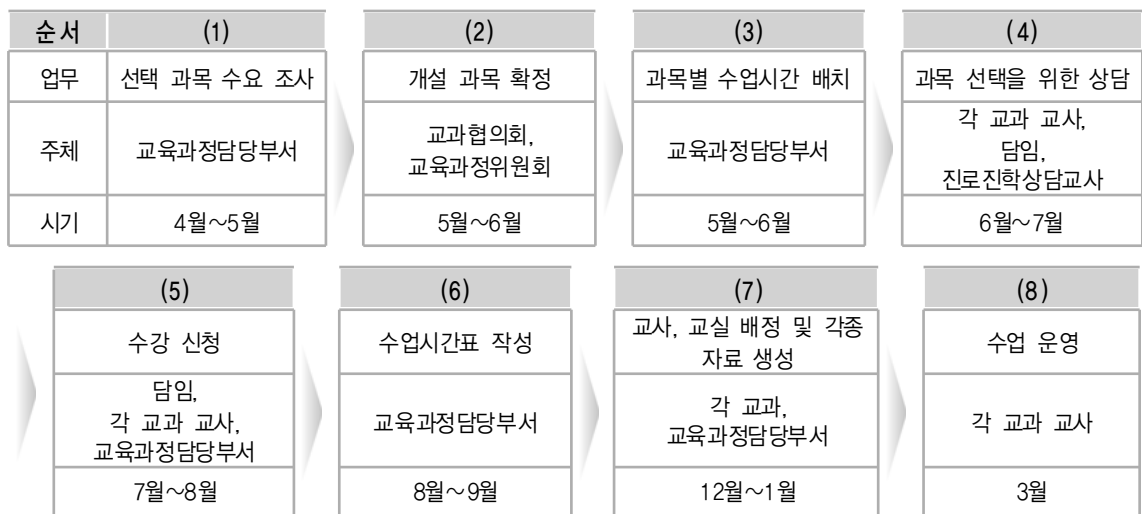 순서 (1) (2) (3) (4)
업무 선택 과목 수요 조사 개설 과목 확정 과목별 수업시간 배치 과목 선택을 위한 상담
주체 교육과정담당부서 교과협의회,
교육과정위원회 교육과정담당부서 각 교과 교사,
담임,
진로진학상담교사
시기 4월～5월 5월～6월 5월～6월 6월～7월
(5) (6) (7) (8)
수강 신청 수업시간표 작성 교사, 교실 배정 및 각종
자료 생성 수업 운영
담임,
각 교과 교사,
교육과정담당부서 교육과정담당부서 각 교과,
교육과정담당부서 각 교과 교사
7월～8월 8월～9월 12월～1월 3월